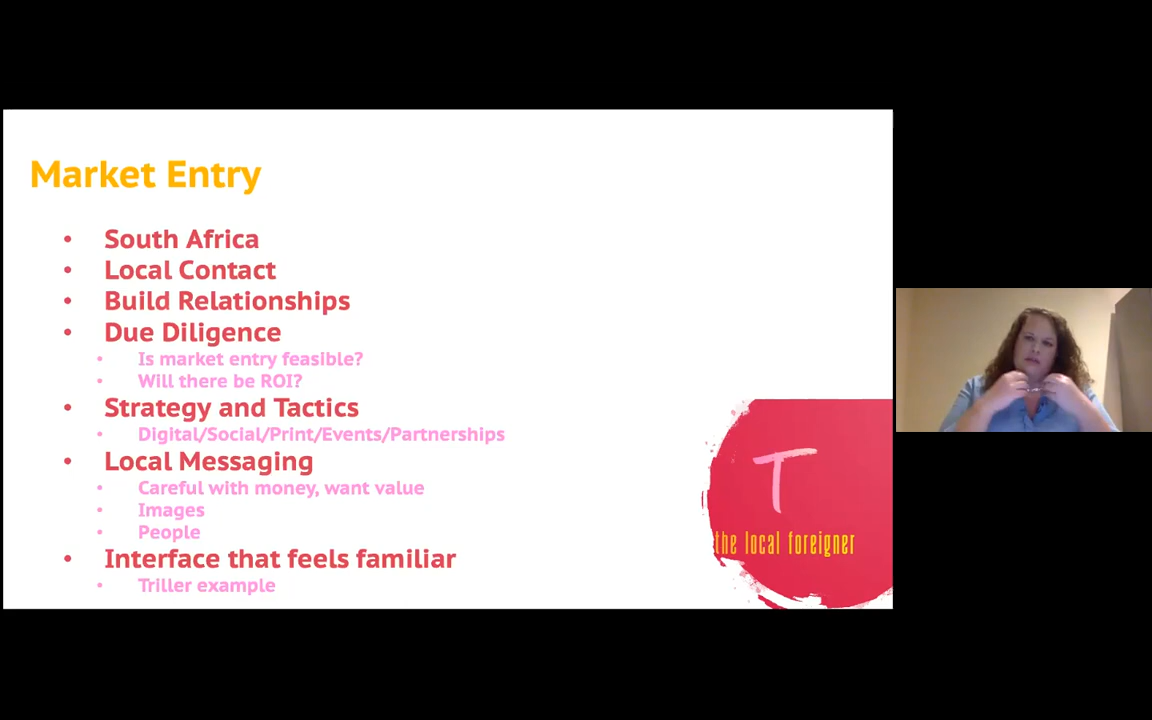 Market Entry
• South Africa
• Local Contact
• Build Relationships
• Due Diligence
• Is market entry feasible?
• Will there be ROI?
• Strategy and Tactics
• Digital/Social/Print/Events/Partnerships
• Local Messaging
• Careful with money, want value
• Images
• People
• Interface that feels familiar
• Triller example
T
the local foreigner